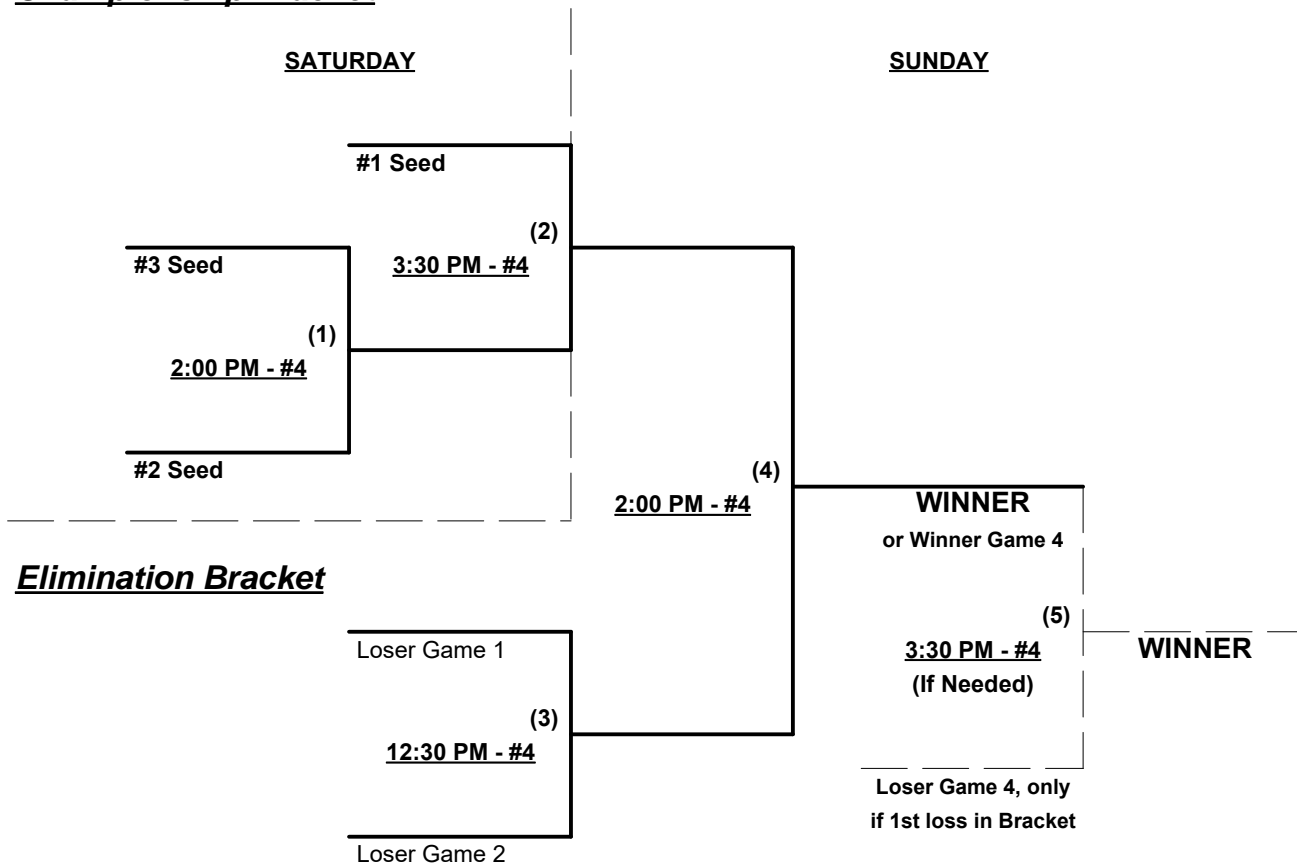 SATURDAY
SUNDAY
#1 Seed
(2)
#3 Seed
3:30 PM - #4
(1)
2:00 PM - #4
#2 Seed
(4)
2:00 PM - #4
WINNER
or Winner Game 4
Elimination Bracket
(5)
Loser Game 1
3:30 PM - #4
WINNER
(If Needed)
(3)
12:30 PM - #4
Loser Game 4, only
if 1st loss in Bracket
Loser Game 2